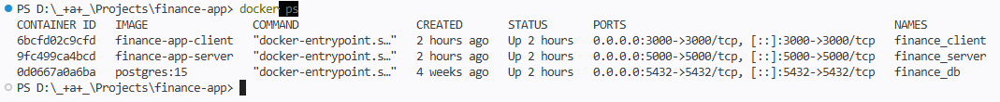 PS D:\_+a+_\Projects\finance-app> docker ps
CONTAINER ID   IMAGE                COMMAND                  CREATED       STATUS       PORTS                                         NAMES
6bcfd02c9cfd   finance-app-client   "docker-entrypoint.s…"   2 hours ago   Up 2 hours   0.0.0.0:3000->3000/tcp, [::]:3000->3000/tcp   finance_client
9fc499ca4bcd   finance-app-server   "docker-entrypoint.s…"   2 hours ago   Up 2 hours   0.0.0.0:5000->5000/tcp, [::]:5000->5000/tcp   finance_server
0d0667a0a6ba   postgres:15          "docker-entrypoint.s…"   4 weeks ago   Up 2 hours   0.0.0.0:5432->5432/tcp, [::]:5432->5432/tcp   finance_db
PS D:\_+a+_\Projects\finance-app>